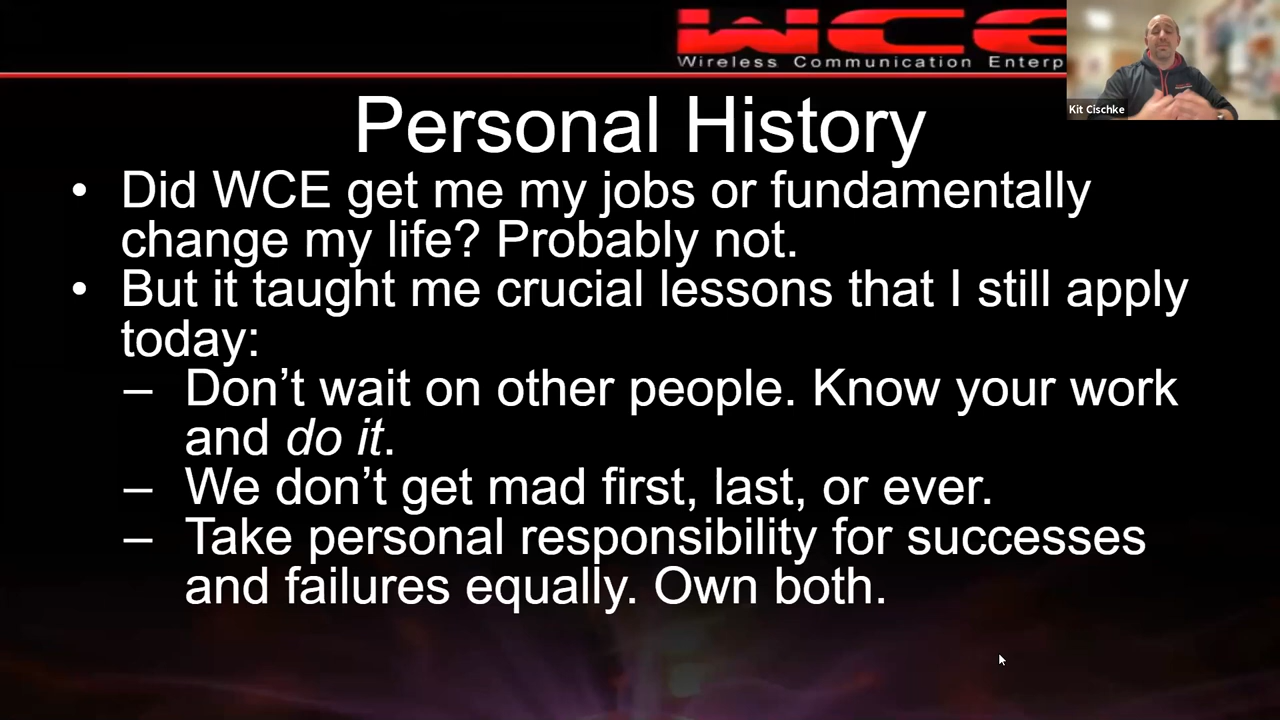 WCE
Wireless Communication Enterp
Kit Cischke
Personal History
• Did WCE get me my jobs or fundamentally
change my life? Probably not.
• But it taught me crucial lessons that I still apply
today:
– Don’t wait on other people. Know your work
and do it.
– We don’t get mad first, last, or ever.
– Take personal responsibility for successes
and failures equally. Own both.